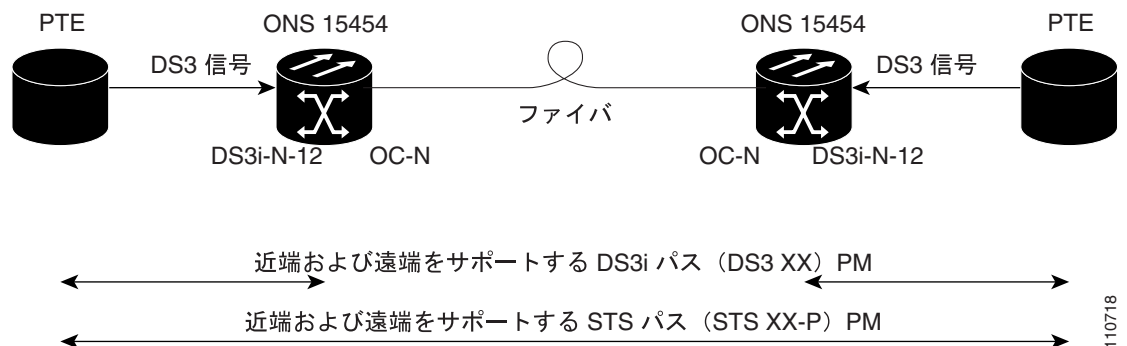 PTE
ONS 15454
ONS 15454
PTE
DS3 信号
DS3 信号
ファイバ
DS3i-N-12
OC-N
OC-N
DS3i-N-12
近端および遠端をサポートする DS3i パス（DS3 XX）PM
近端および遠端をサポートする STS パス（STS XX-P）PM
110718